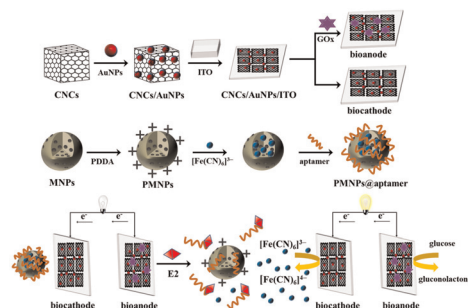 GOx
AuNPs
ITO
bioanode
CNCs
CNCs/AuNPs
CNCs/AuNPs/ITO
biocathode
PDDA
[Fe(CN)₆]³⁻
aptamer
MNPs
PMNPs
PMNPs@aptamer
e⁻ e⁻
E2
biocathode bioanode
e⁻ e⁻
[Fe(CN)₆]³⁻
[Fe(CN)₆]⁴⁻
glucose
gluconolacton
biocathode bioanode